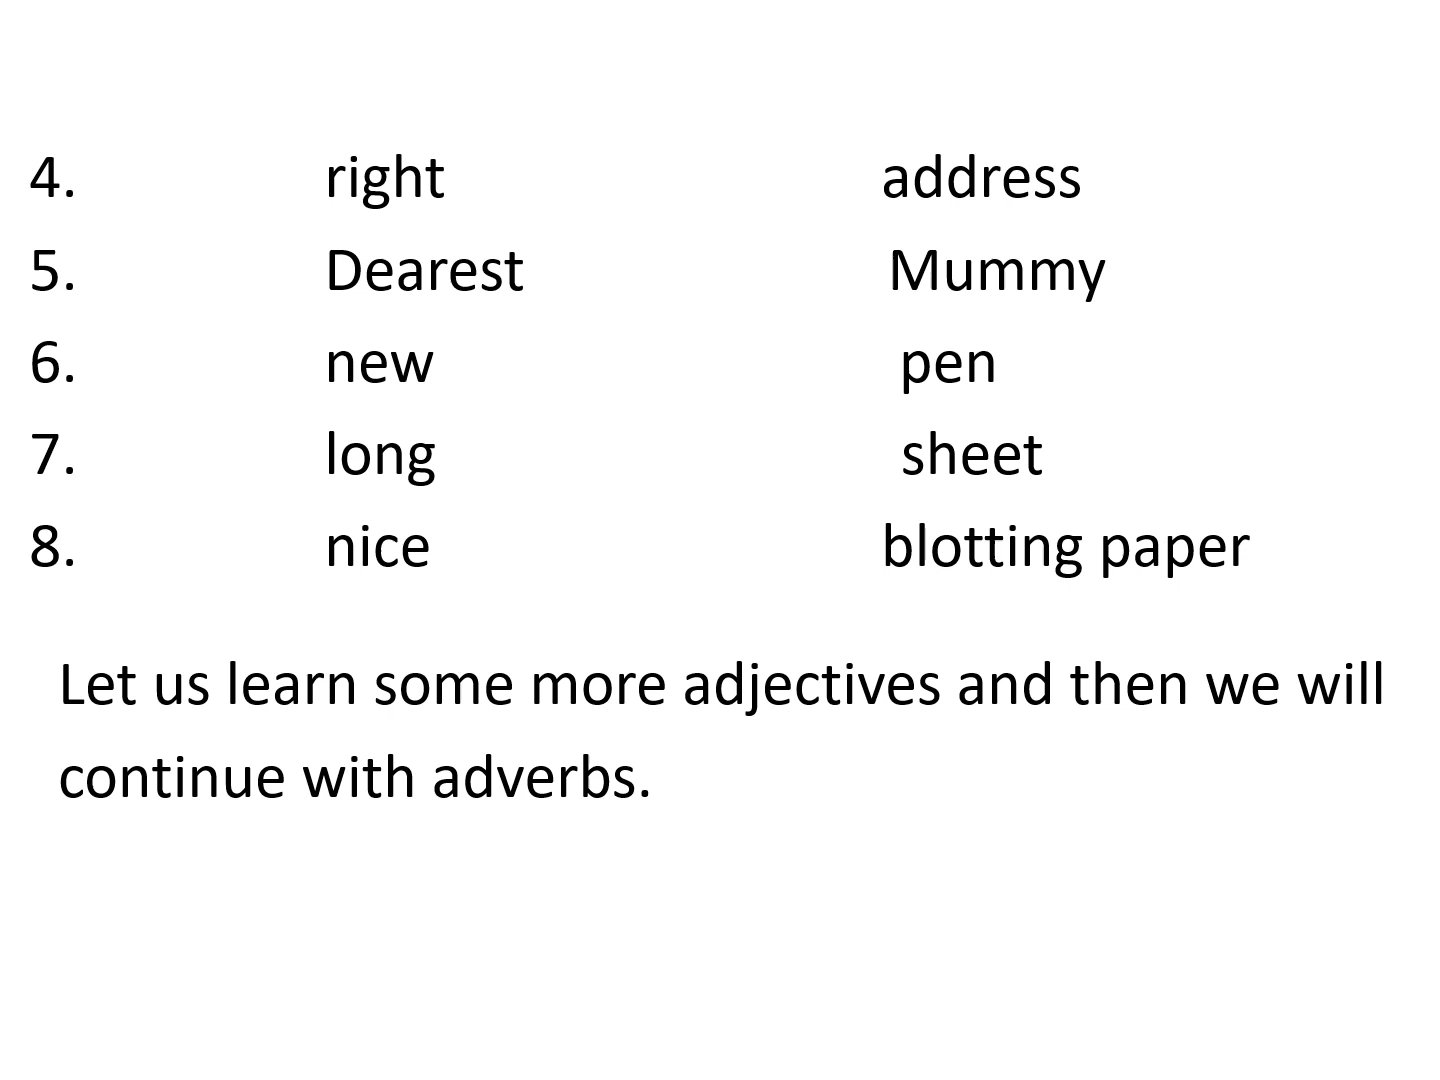 4. right address
5. Dearest Mummy
6. new pen
7. long sheet
8. nice blotting paper
Let us learn some more adjectives and then we will
continue with adverbs.